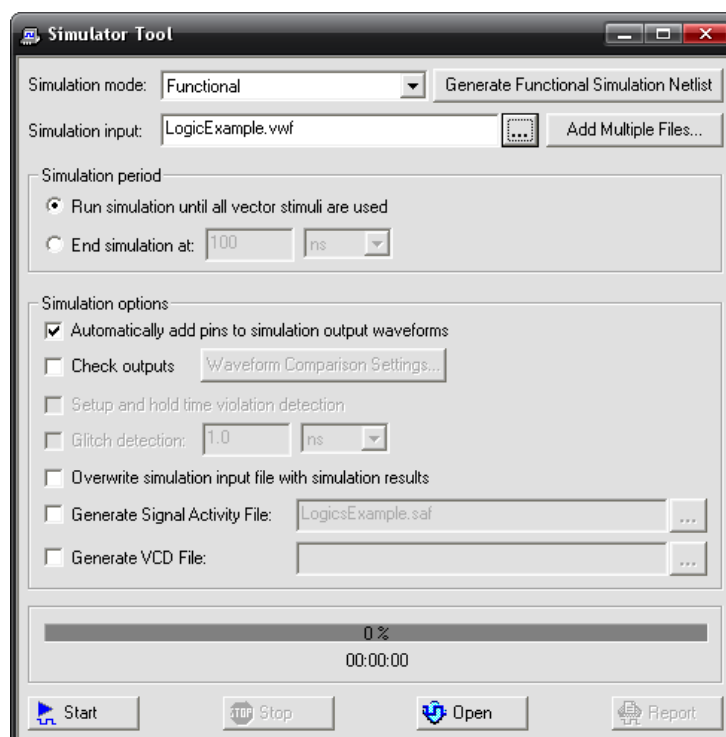 Simulator Tool
Simulation mode: Functional Generate Functional Simulation Netlist
Simulation input: LogicExample.vwf ... Add Multiple Files...
Simulation period
Run simulation until all vector stimuli are used
End simulation at: 100 ns
Simulation options
Automatically add pins to simulation output waveforms
Check outputs Waveform Comparison Settings...
Setup and hold time violation detection
Glitch detection: 1.0 ns
Overwrite simulation input file with simulation results
Generate Signal Activity File: LogicsExample.saf ...
Generate VCD File: ...
0 %
00:00:00
Start STOP Stop Open Report